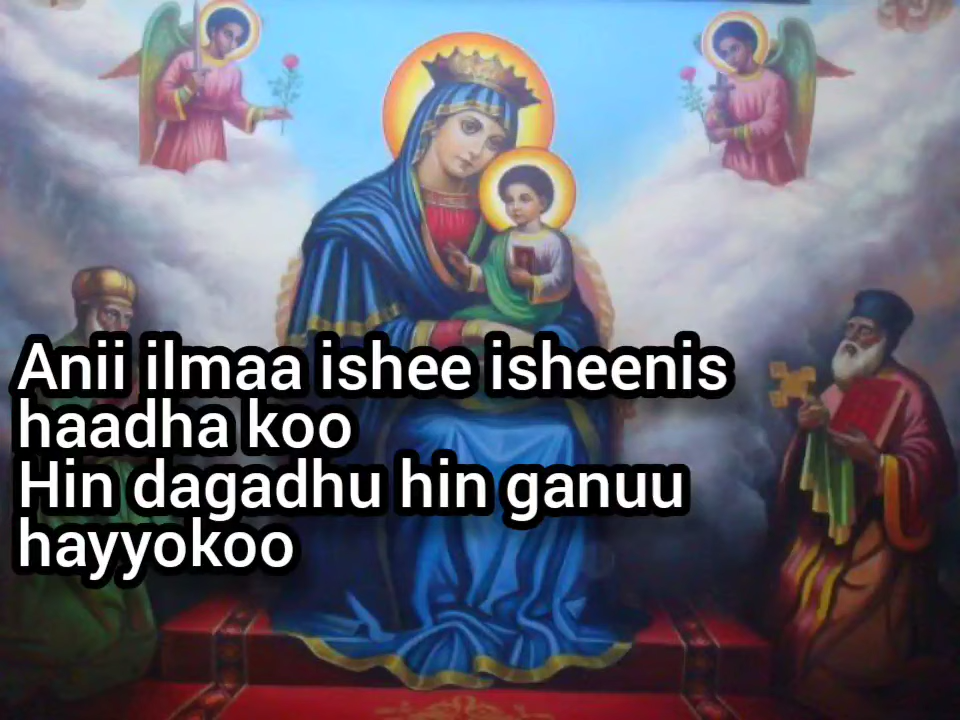 Anii ilmaa ishee isheenis
haadha koo
Hin dagadhu hin ganuu
hayyokoo